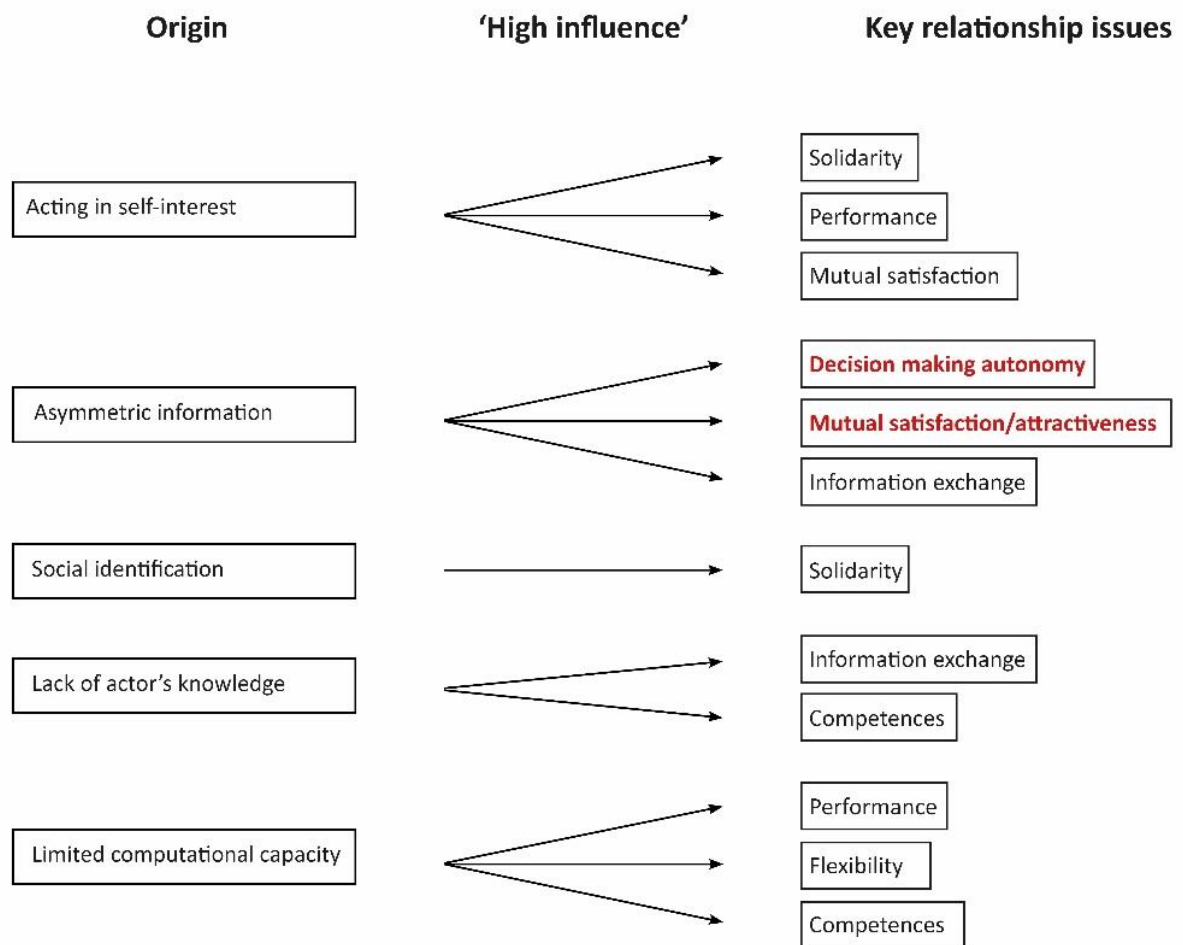 Origin
'High influence'
Key relationship issues
Acting in self-interest
Solidarity
Performance
Mutual satisfaction
Asymmetric information
Decision making autonomy
Mutual satisfaction/attractiveness
Information exchange
Social identification
Solidarity
Lack of actor's knowledge
Information exchange
Competences
Limited computational capacity
Performance
Flexibility
Competences